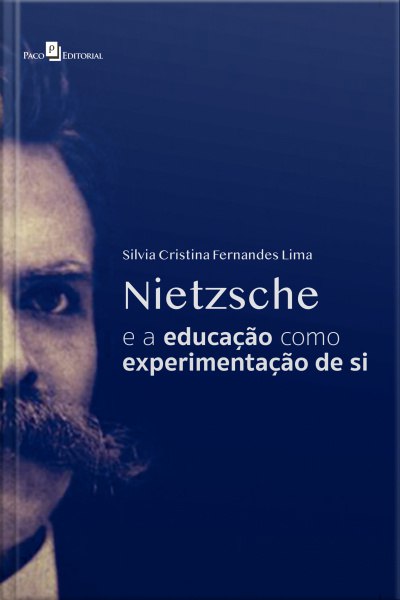 PACO EDITORIAL
Silvia Cristina Fernandes Lima
Nietzsche
e a educação como
experimentação de si